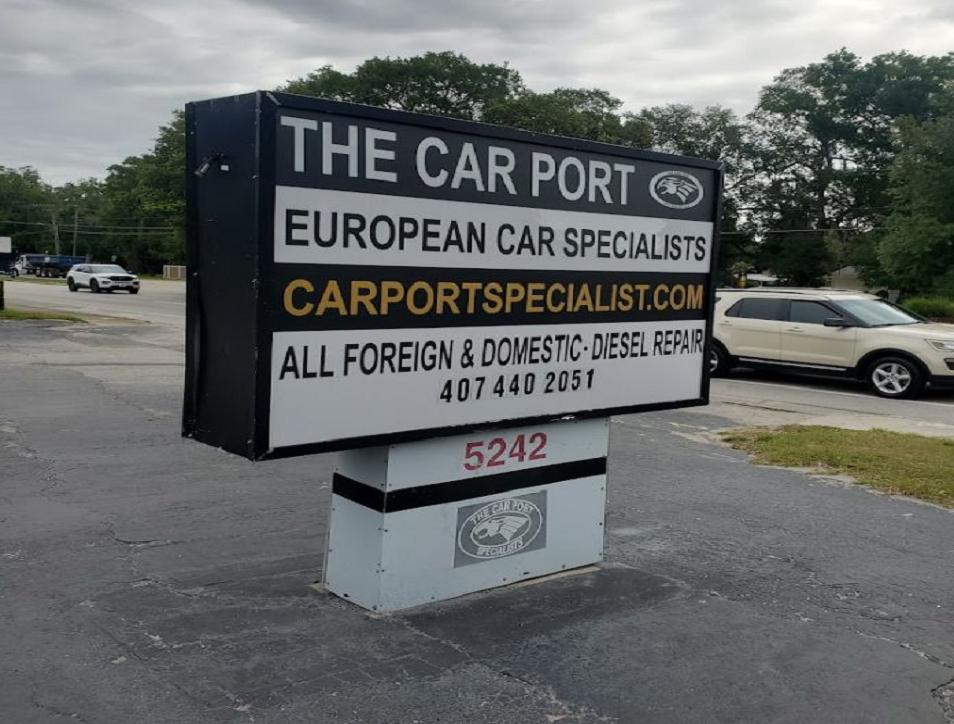 THE CAR PORT
EUROPEAN CAR SPECIALISTS
CARPORTSPECIALIST.COM
ALL FOREIGN & DOMESTIC-DIESEL REPAIR
407 440 2051
5242
THE CAR PORT
SPECIALISTS